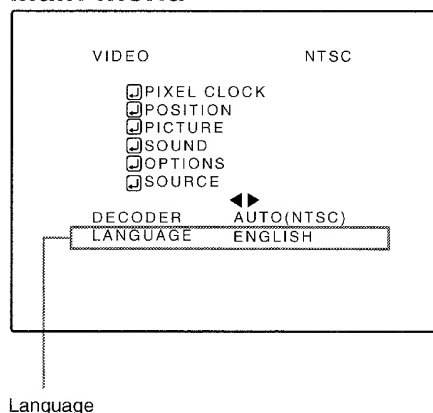 VIDEO NTSC
PIXEL CLOCK
POSITION
PICTURE
SOUND
OPTIONS
SOURCE
DECODER AUTO(NTSC)
LANGUAGE ENGLISH
Language